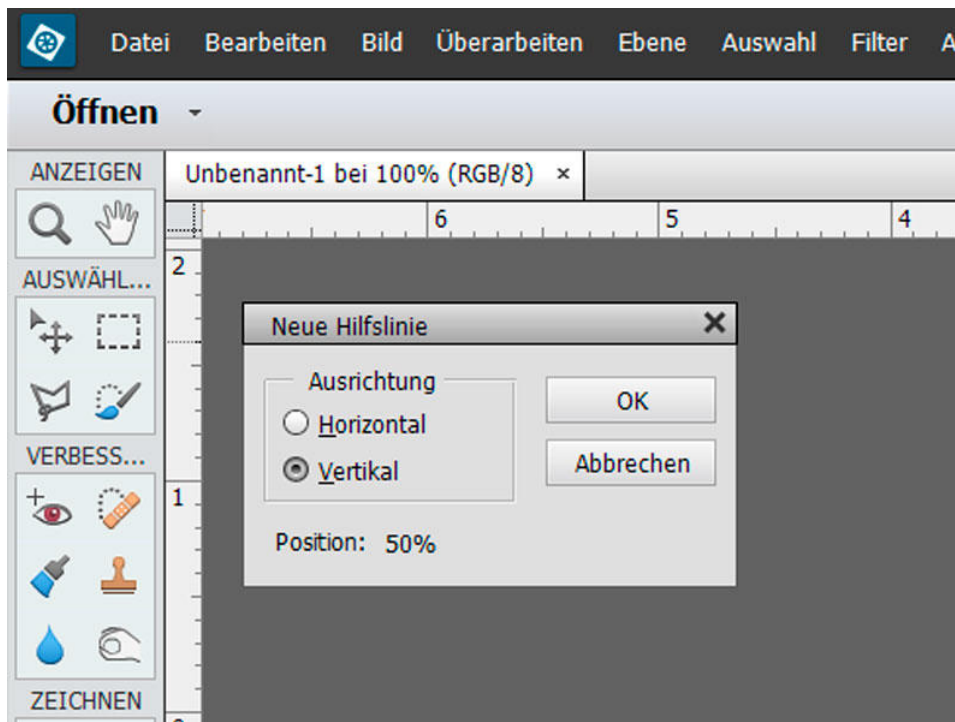 Datei Bearbeiten Bild Überarbeiten Ebene Auswahl Filter A
Öffnen
ANZEIGEN
Unbenannt-1 bei 100% (RGB/8) ×
6 5 4
AUSWÄHL...
2
Neue Hilfslinie
Ausrichtung
Horizontal
Vertikal
OK
Abbrechen
VERBESS...
1
Position: 50%
ZEICHNEN